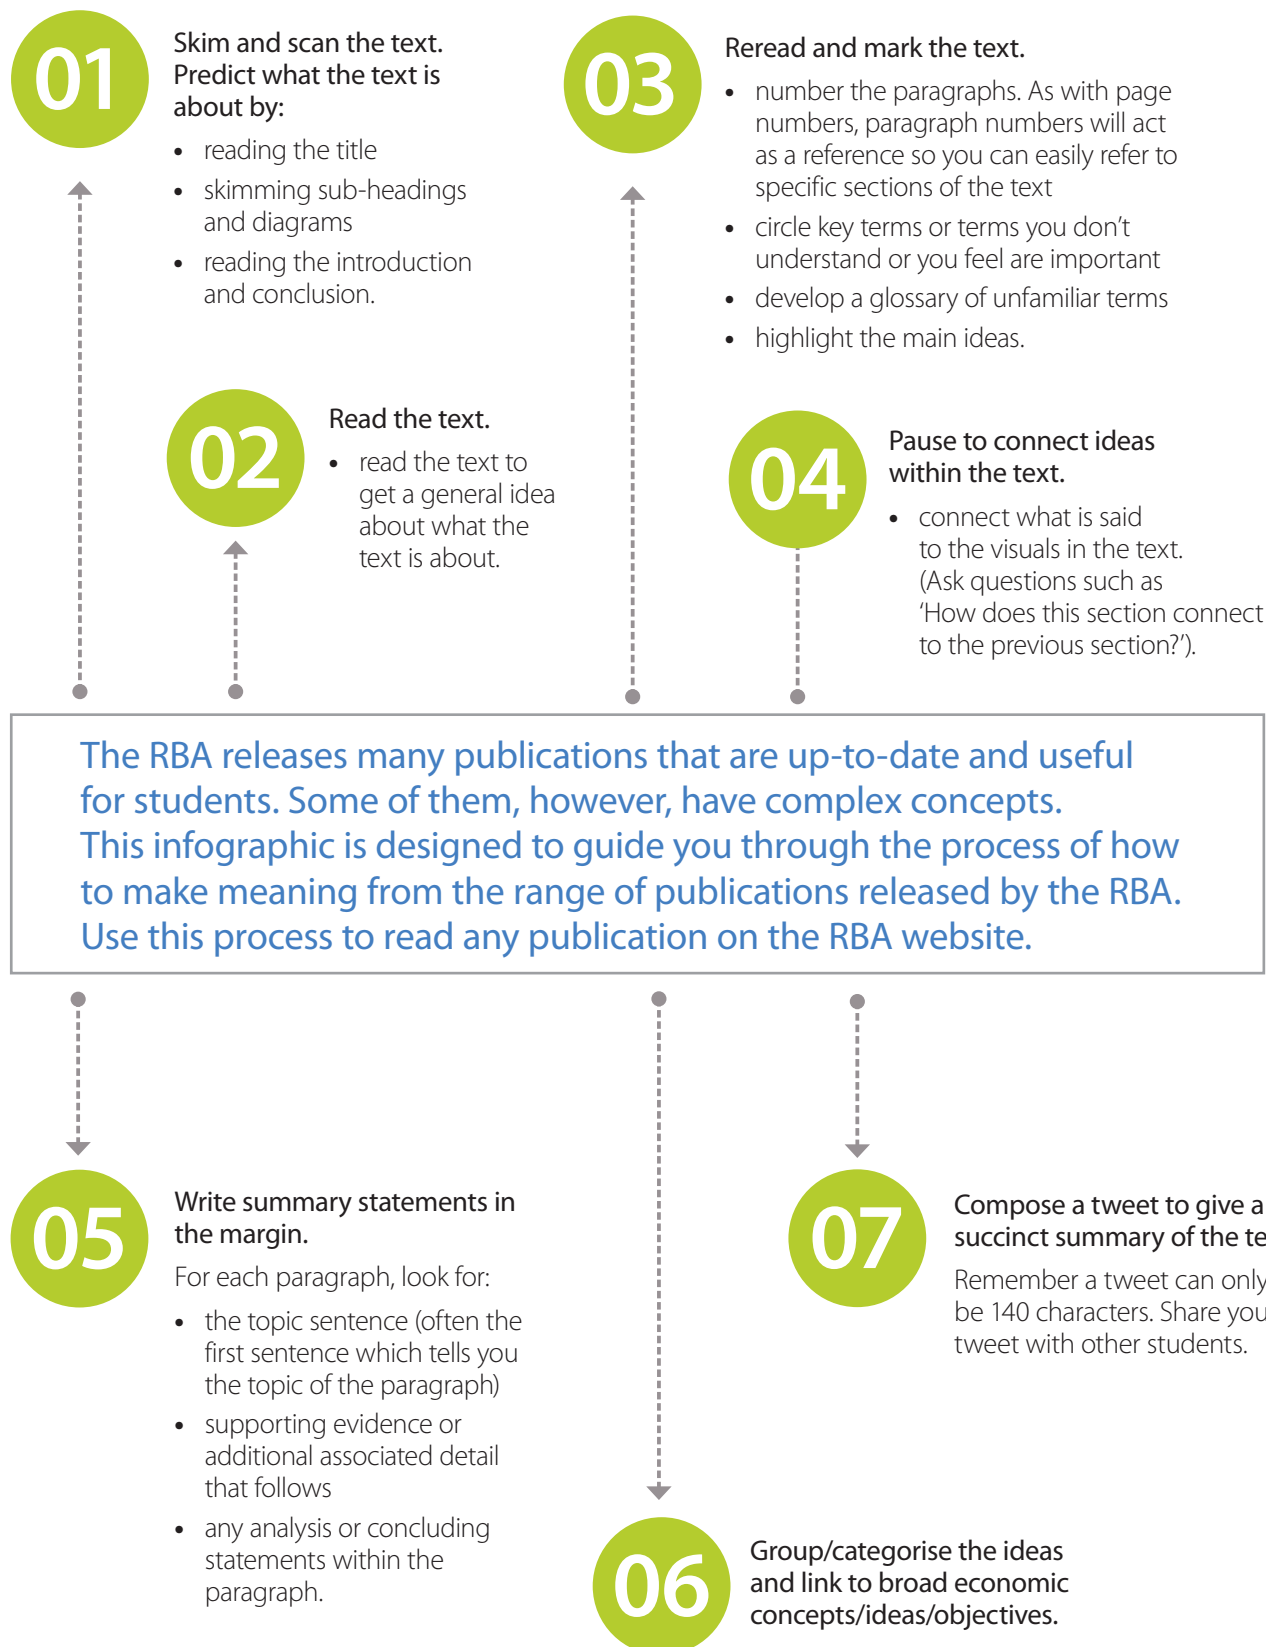 01
Skim and scan the text.
Predict what the text is
about by:
• reading the title
• skimming sub-headings
and diagrams
• reading the introduction
and conclusion.
02
Read the text.
• read the text to
get a general idea
about what the
text is about.
03
Reread and mark the text.
• number the paragraphs. As with page
numbers, paragraph numbers will act
as a reference so you can easily refer to
specific sections of the text
• circle key terms or terms you don’t
understand or you feel are important
• develop a glossary of unfamiliar terms
• highlight the main ideas.
04
Pause to connect ideas
within the text.
• connect what is said
to the visuals in the text.
(Ask questions such as
‘How does this section connect
to the previous section?’).
The RBA releases many publications that are up-to-date and useful
for students. Some of them, however, have complex concepts.
This infographic is designed to guide you through the process of how
to make meaning from the range of publications released by the RBA.
Use this process to read any publication on the RBA website.
05
Write summary statements in
the margin.
For each paragraph, look for:
• the topic sentence (often the
first sentence which tells you
the topic of the paragraph)
• supporting evidence or
additional associated detail
that follows
• any analysis or concluding
statements within the
paragraph.
06
Group/categorise the ideas
and link to broad economic
concepts/ideas/objectives.
07
Compose a tweet to give a
succinct summary of the
Remember a tweet can only
be 140 characters. Share
tweet with other students.